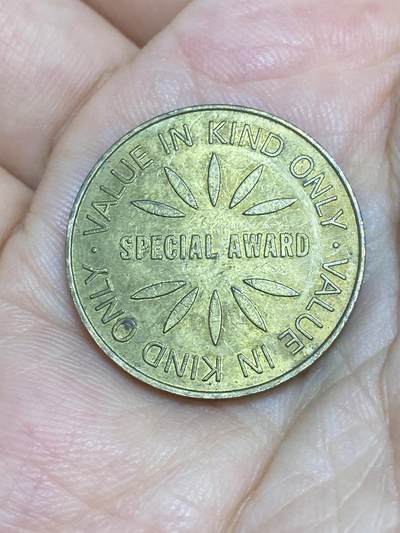 · VALUE IN KIND ONLY
SPECIAL AWARD
· VALUE IN KIND ONLY